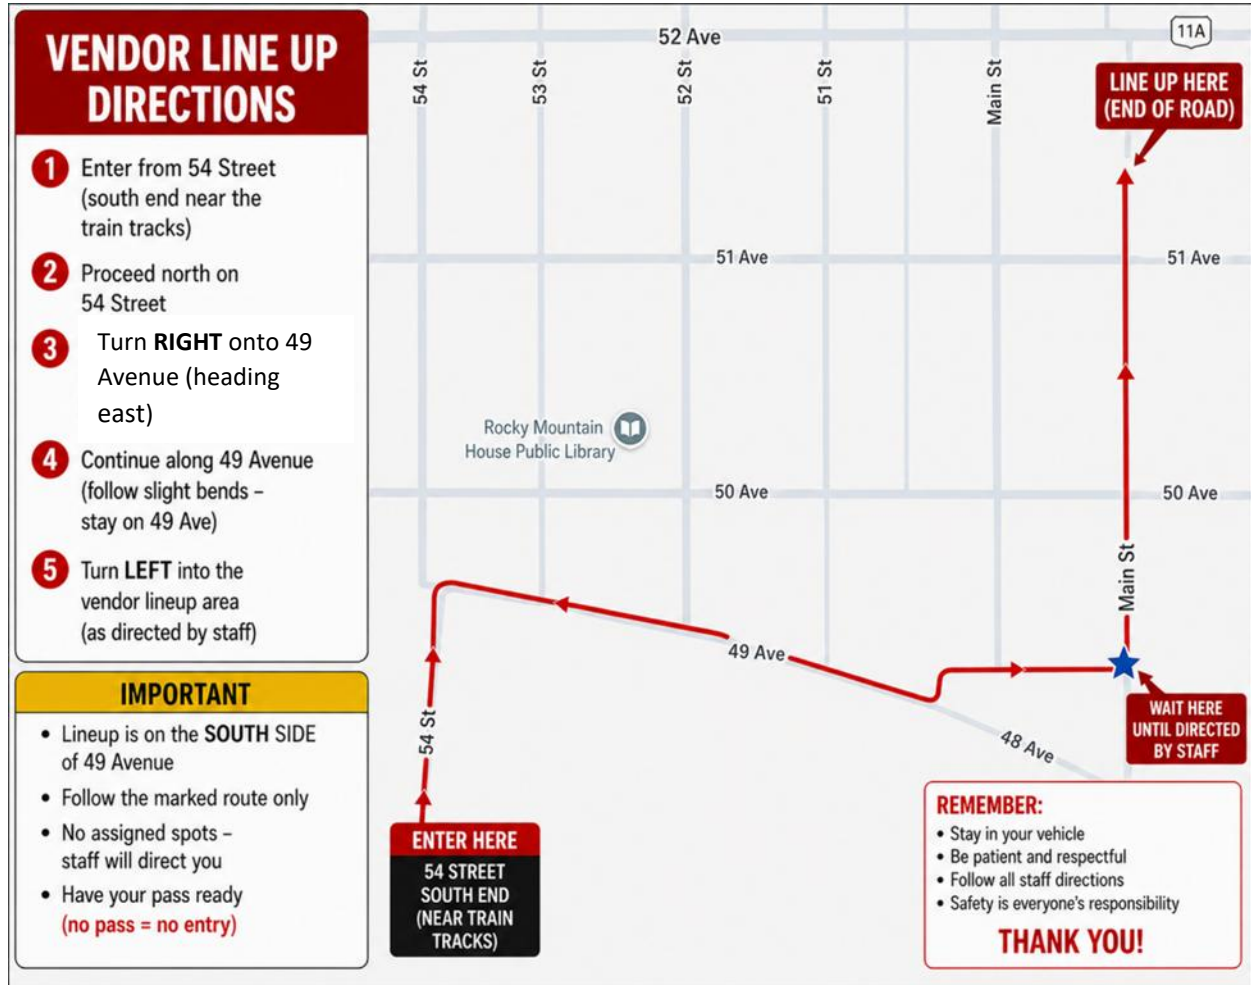 VENDOR LINE UP
DIRECTIONS
1 Enter from 54 Street
(south end near the
train tracks)
2 Proceed north on
54 Street
3 Turn RIGHT onto 49
Avenue (heading
east)
4 Continue along 49 Avenue
(follow slight bends –
stay on 49 Ave)
5 Turn LEFT into the
vendor lineup area
(as directed by staff)
IMPORTANT
• Lineup is on the SOUTH SIDE
of 49 Avenue
• Follow the marked route only
• No assigned spots –
staff will direct you
• Have your pass ready
(no pass = no entry)
52 Ave
11A
54 St
53 St
52 St
51 St
Main St
LINE UP HERE
(END OF ROAD)
51 Ave
51 Ave
Rocky Mountain
House Public Library
50 Ave
50 Ave
Main St
49 Ave
54 St
48 Ave
WAIT HERE
UNTIL DIRECTED
BY STAFF
ENTER HERE
54 STREET
SOUTH END
(NEAR TRAIN
TRACKS)
REMEMBER:
• Stay in your vehicle
• Be patient and respectful
• Follow all staff directions
• Safety is everyone's responsibility
THANK YOU!